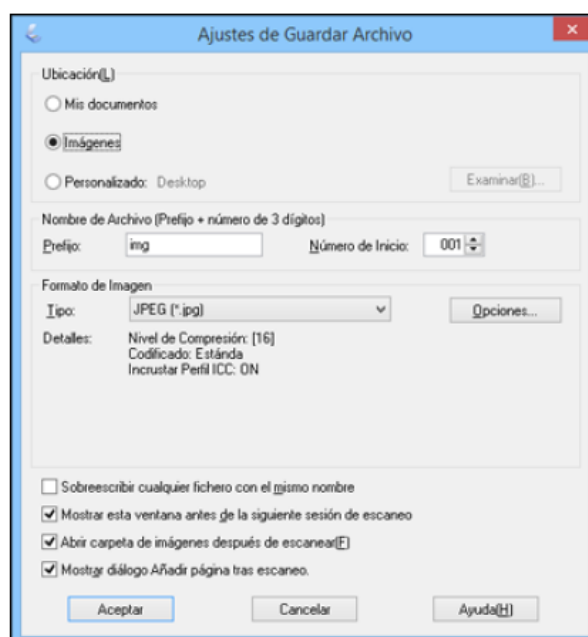 Ajustes de Guardar Archivo
Ubicación(L)
Mis documentos
Imágenes
Personalizado: Desktop Examinar(B)...
Nombre de Archivo (Prefijo + número de 3 dígitos)
Prefijo: img Número de Inicio: 001
Formato de Imagen
Tipo: JPEG (*.jpg) Opciones...
Detalles: Nivel de Compresión: [16]
Codificado: Estánda
Incrustar Perfil ICC: ON
Sobreescribir cualquier fichero con el mismo nombre
Mostrar esta ventana antes de la siguiente sesión de escaneo
Abrir carpeta de imágenes después de escanear(F)
Mostrar diálogo Añadir página tras escaneo.
Aceptar Cancelar Ayuda(H)